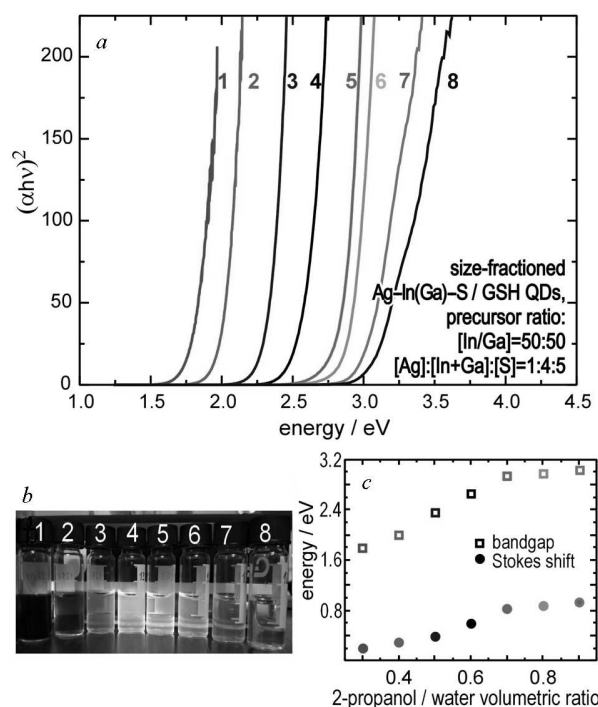 a
225
200
150
100
50
0
(αhν)²
1 2 3 4 5 6 7 8
size-fractioned
Ag–In(Ga)–S / GSH QDs,
precursor ratio:
[In/Ga]=50:50
[Ag]:[In+Ga]:[S]=1:4:5
1.0 1.5 2.0 2.5 3.0 3.5 4.0 4.5
energy / eV
b
1 2 3 4 5 6 7 8
c
3.2
2.4
1.6
0.8
energy / eV
bandgap
Stokes shift
0.4 0.6 0.8
2-propanol / water volumetric ratio